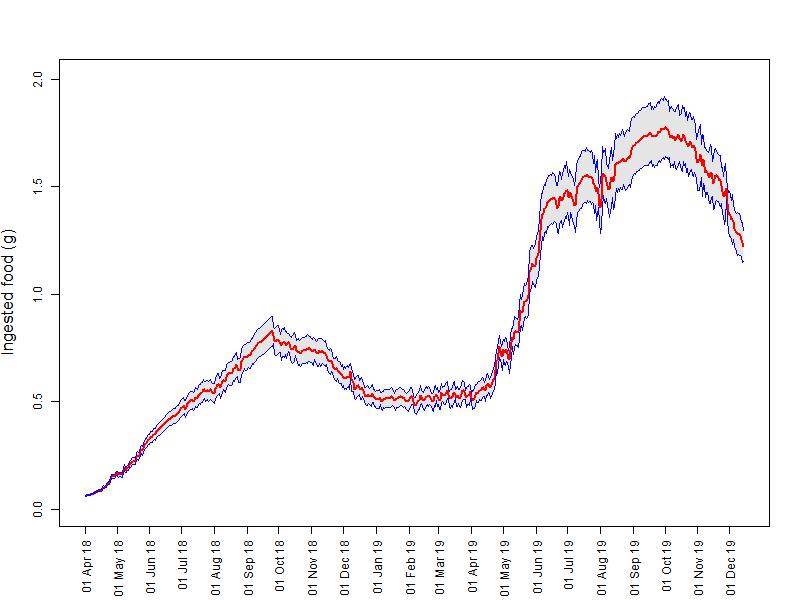 Ingested food (g)
2.0
1.5
1.0
0.5
0.0
01 Apr 18
01 May 18
01 Jun 18
01 Jul 18
01 Aug 18
01 Sep 18
01 Oct 18
01 Nov 18
01 Dec 18
01 Jan 19
01 Feb 19
01 Mar 19
01 Apr 19
01 May 19
01 Jun 19
01 Jul 19
01 Aug 19
01 Sep 19
01 Oct 19
01 Nov 19
01 Dec 19